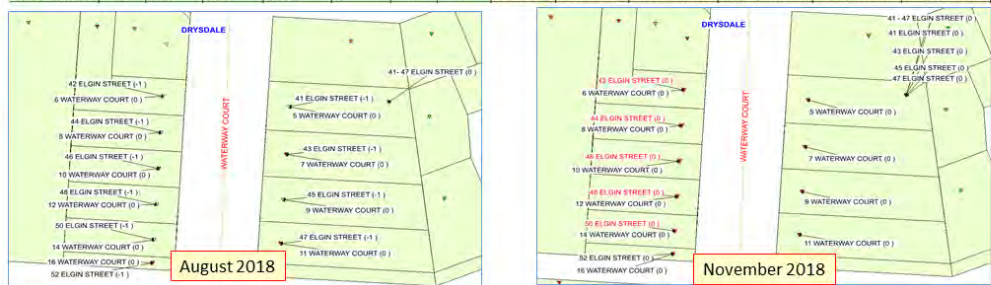 DRYSDALE
42 ELGIN STREET (-1)
6 WATERWAY COURT (0 )
44 ELGIN STREET (-1)
8 WATERWAY COURT (0 )
46 ELGIN STREET (-1)
10 WATERWAY COURT (0 )
48 ELGIN STREET (-1)
12 WATERWAY COURT (0 )
50 ELGIN STREET (-1)
14 WATERWAY COURT (0 )
16 WATERWAY COURT (0 )
52 ELGIN STREET (-1)
WATERWAY COURT
41- 47 ELGIN STREET (0 )
41 ELGIN STREET (-1)
5 WATERWAY COURT (0 )
43 ELGIN STREET (-1)
7 WATERWAY COURT (0 )
45 ELGIN STREET (-1)
9 WATERWAY COURT (0 )
47 ELGIN STREET (-1)
11 WATERWAY COURT (0 )
August 2018
DRYSDALE
ELGIN STREET (0 )
6 WATERWAY COURT (0 )
44 ELGIN STREET (0 )
8 WATERWAY COURT (0 )
46 ELGIN STREET (0 )
10 WATERWAY COURT (0 )
48 ELGIN STREET (0 )
12 WATERWAY COURT (0 )
50 ELGIN STREET (0 )
14 WATERWAY COURT (0 )
52 ELGIN STREET (0 )
16 WATERWAY COURT (0 )
WATERWAY COURT
41 - 47 ELGIN STREET (0 )
41 ELGIN STREET (0 )
43 ELGIN STREET (0 )
45 ELGIN STREET (0 )
47 ELGIN STREET (0 )
5 WATERWAY COURT (0 )
7 WATERWAY COURT (0 )
9 WATERWAY COURT (0 )
11 WATERWAY COURT (0 )
November 2018